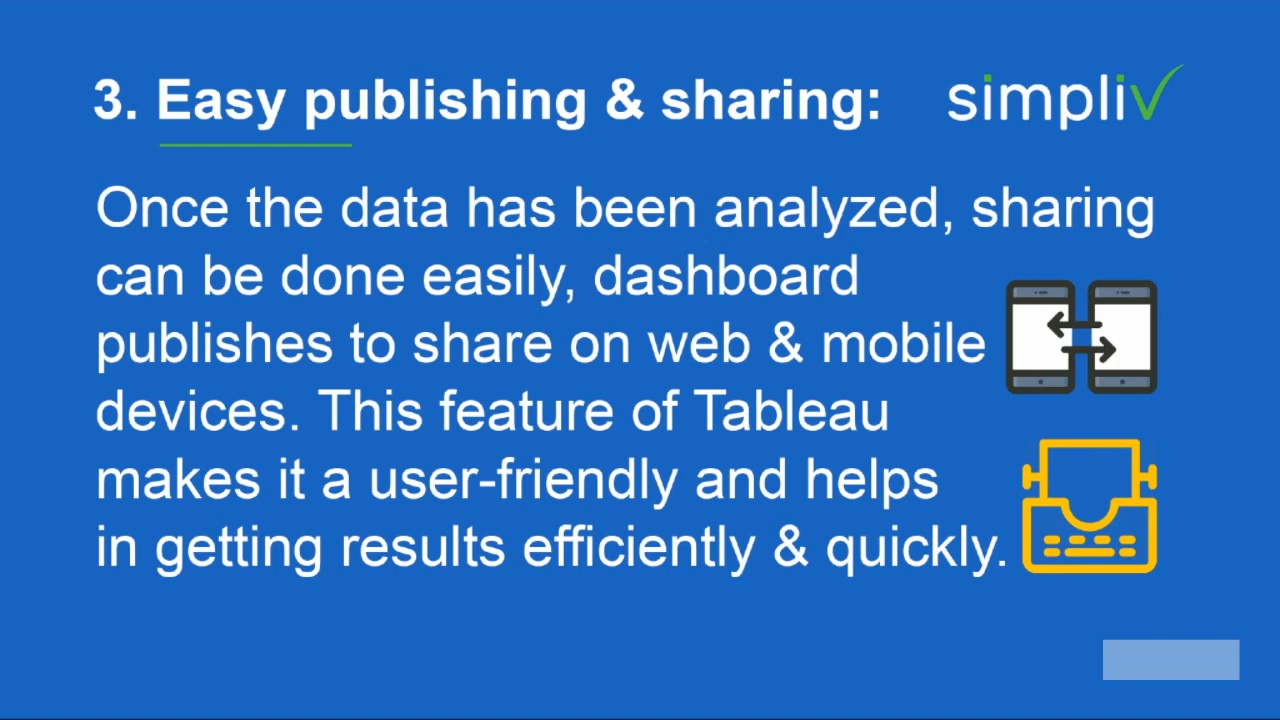 3. Easy publishing & sharing:
simpliv
Once the data has been analyzed, sharing
can be done easily, dashboard
publishes to share on web & mobile
devices. This feature of Tableau
makes it a user-friendly and helps
in getting results efficiently & quickly.